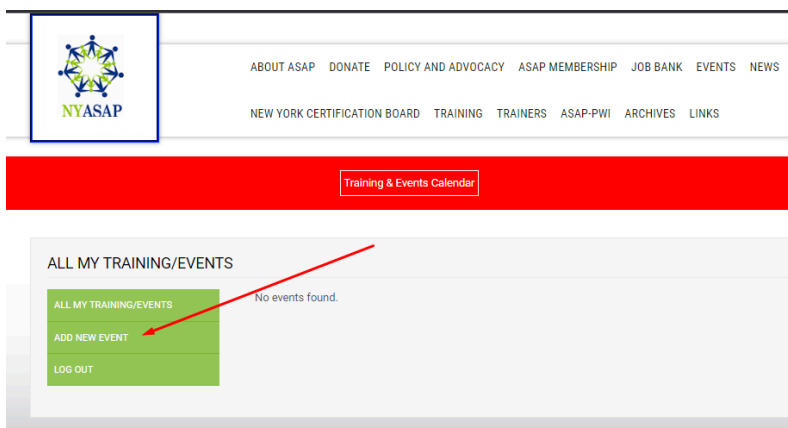 NYASAP
ABOUT ASAP DONATE POLICY AND ADVOCACY ASAP MEMBERSHIP JOB BANK EVENTS NEWS
NEW YORK CERTIFICATION BOARD TRAINING TRAINERS ASAP-PWI ARCHIVES LINKS
Training & Events Calendar
ALL MY TRAINING/EVENTS
ALL MY TRAINING/EVENTS No events found.
ADD NEW EVENT
LOG OUT